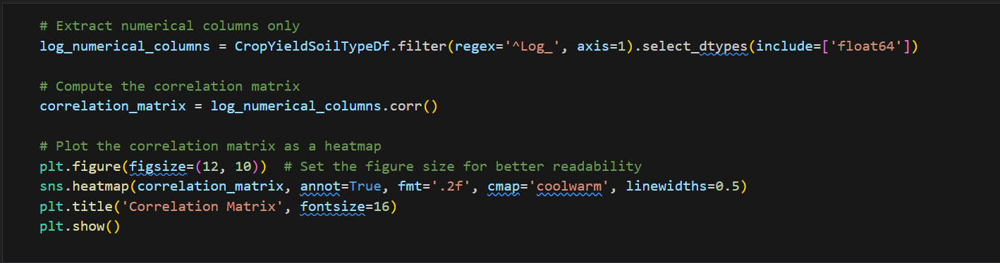 # Extract numerical columns only
log_numerical_columns = CropYieldSoilTypeDf.filter(regex='^Log_', axis=1).select_dtypes(include=['float64'])
# Compute the correlation matrix
correlation_matrix = log_numerical_columns.corr()
# Plot the correlation matrix as a heatmap
plt.figure(figsize=(12, 10))  # Set the figure size for better readability
sns.heatmap(correlation_matrix, annot=True, fmt='.2f', cmap='coolwarm', linewidths=0.5)
plt.title('Correlation Matrix', fontsize=16)
plt.show()